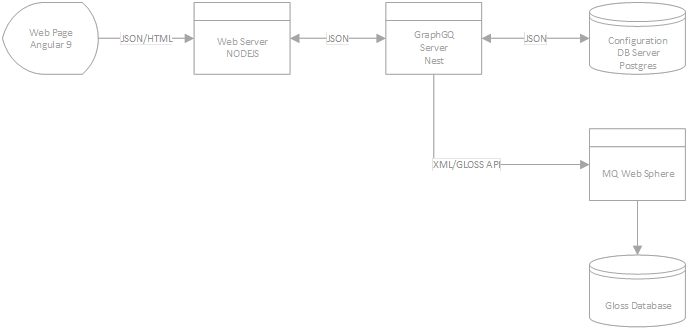 Web Page
Angular 9
JSON/HTML
Web Server
NODEJS
JSON
GraphGQ
Server
Nest
JSON
Configuration
DB Server
Postgres
XML/GLOSS API
MQ Web Sphere
Gloss Database